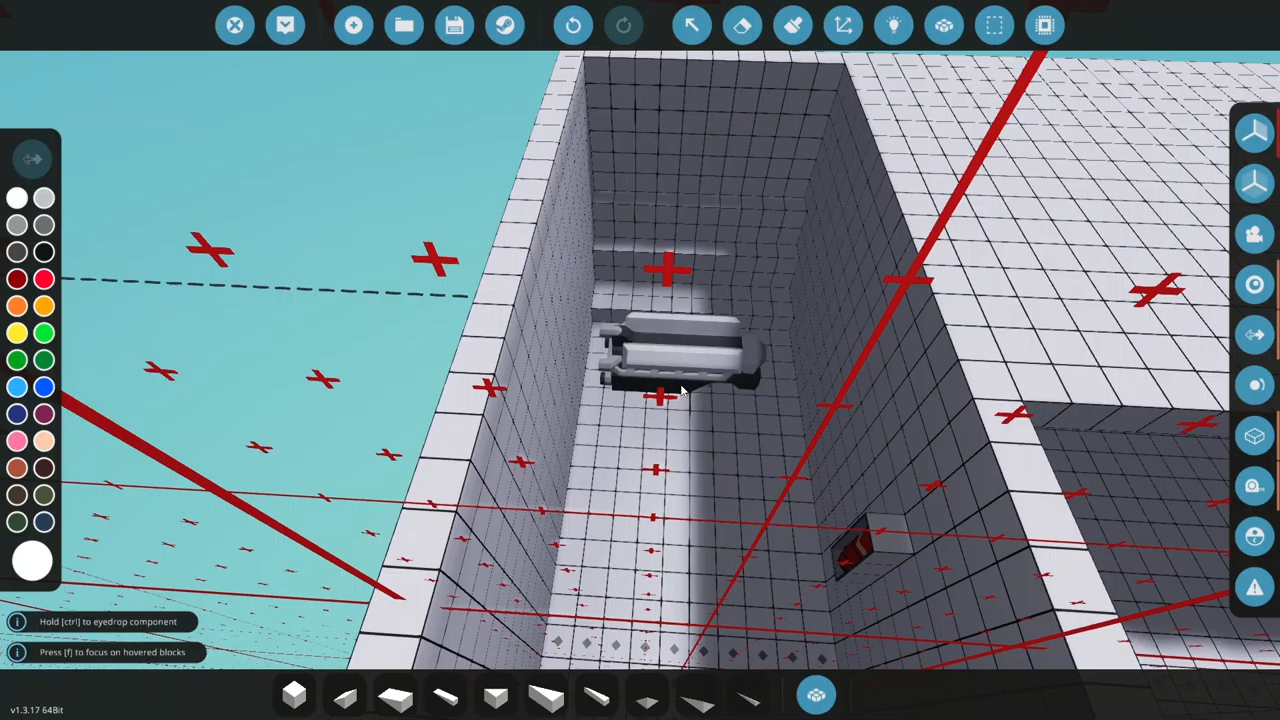 Hold [ctrl] to eyedrop component
Press [f] to focus on hovered blocks
v1.3.17 64Bit